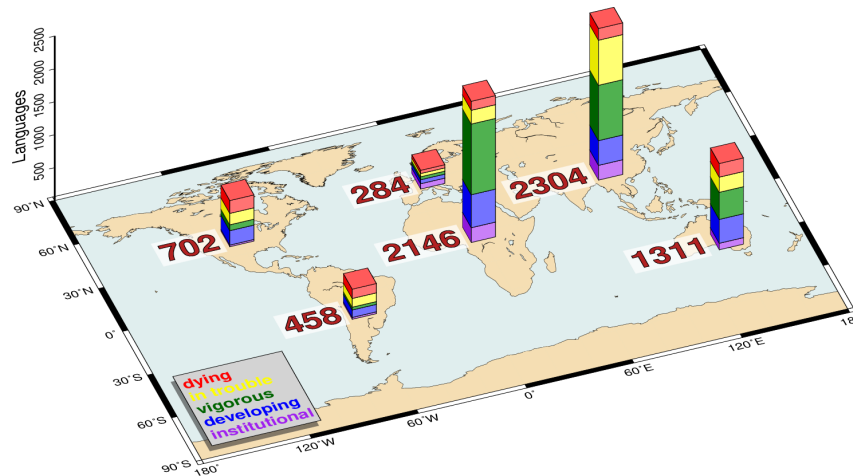 2500
2000
1500
1000
500
Languages
90˚N
60˚N
30˚N
0˚
30˚S
60˚S
90˚S
180˚
120˚W
60˚W
0˚
60˚E
120˚E
702
458
284
2146
2304
1311
dying
in trouble
vigorous
developing
institutional